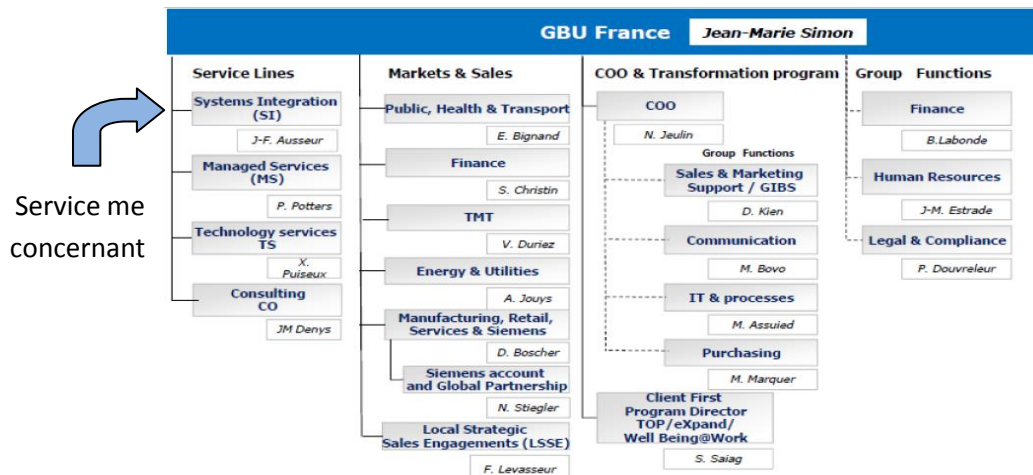 GBU France
Jean-Marie Simon
Service Lines
Systems Integration
(SI)
J-F. Ausseur
Managed Services
(MS)
P. Potters
Technology services
TS
X.
Puiseux
Consulting
CO
JM Denys
Service me
concernant
Markets & Sales
Public, Health & Transport
E. Bignand
Finance
S. Christin
TMT
V. Duriez
Energy & Utilities
A. Jouys
Manufacturing, Retail,
Services & Siemens
D. Boscher
Siemens account
and Global Partnership
N. Stiegler
Local Strategic
Sales Engagements (LSSE)
F. Levasseur
COO & Transformation program
COO
N. Jeulin
Group Functions
Sales & Marketing
Support / GIBS
D. Kien
Communication
M. Bovo
IT & processes
M. Assuied
Purchasing
M. Marquer
Client First
Program Director
TOP/eXpand/
Well Being@Work
S. Saiag
Group Functions
Finance
B.Labonde
Human Resources
J-M. Estrade
Legal & Compliance
P. Douvreleur